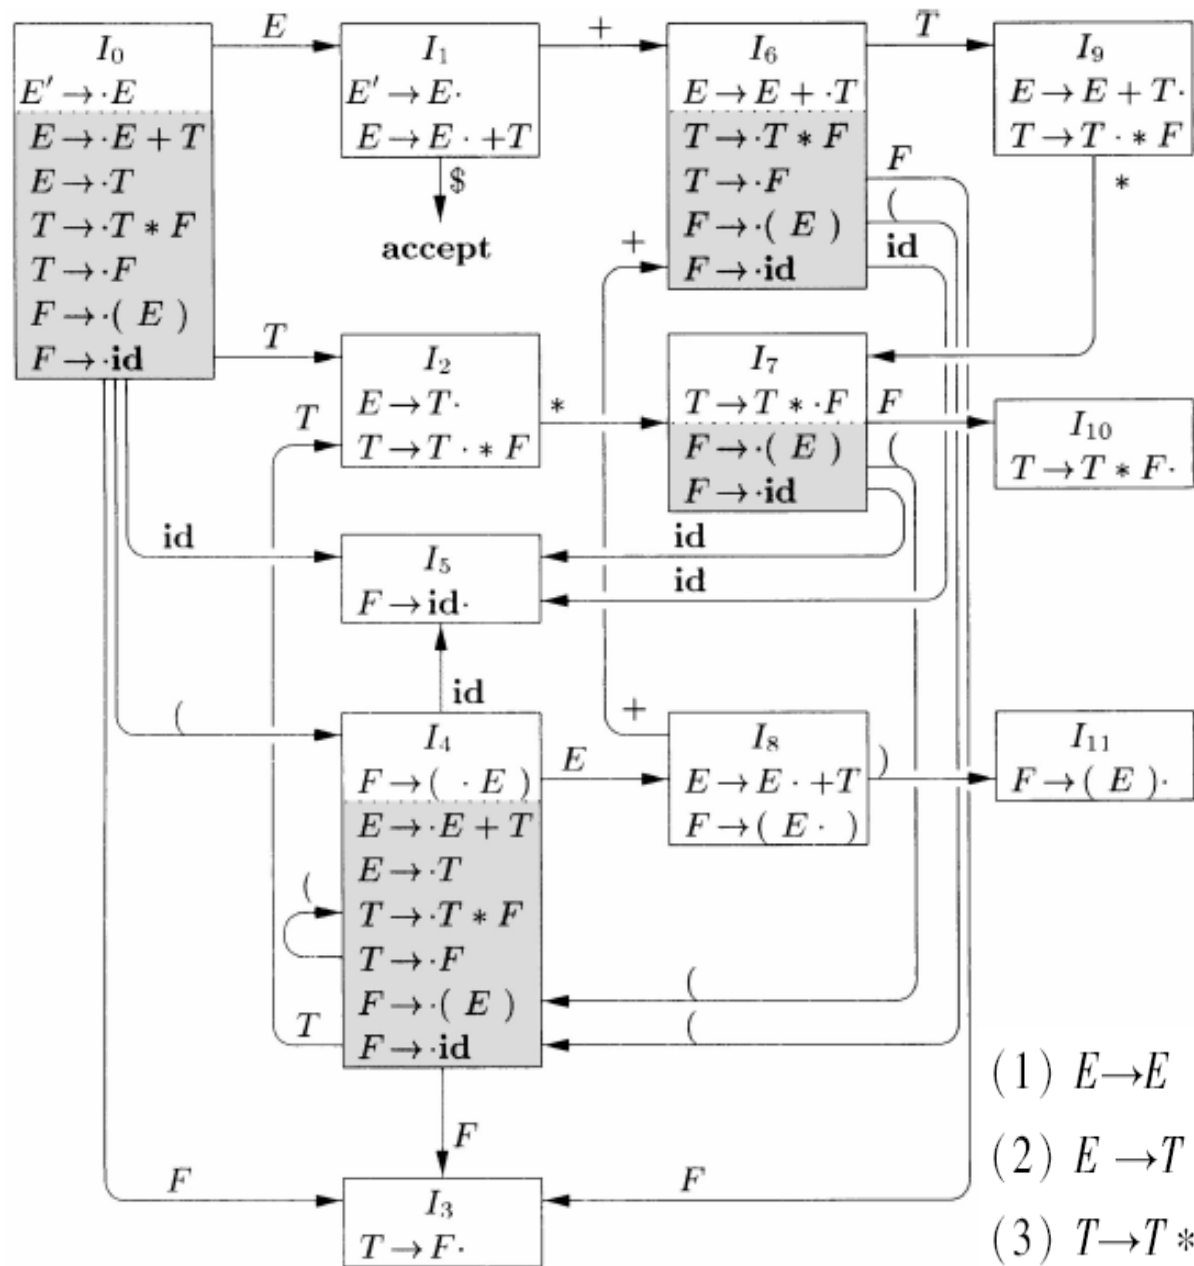 I₀
E′ → ·E
E → ·E + T
E → ·T
T → ·T * F
T → ·F
F → ·( E )
F → ·id
E
I₁
E′ → E·
E → E · +T
$
accept
+
I₆
E → E + ·T
T → ·T * F
T → ·F
F → ·( E )
F → ·id
T
I₉
E → E + T·
T → T · * F
*
F
(
id
+
T
I₂
E → T·
T → T · * F
T
*
I₇
T → T * ·F
F → ·( E )
F → ·id
F
(
I₁₀
T → T * F·
id
I₅
F → id·
id
id
id
(
I₄
F → ( · E )
E → ·E + T
E → ·T
T → ·T * F
T → ·F
F → ·( E )
F → ·id
(
T
E
+
I₈
E → E · +T
F → ( E · )
)
I₁₁
F → ( E )·
(
(
F
F
I₃
T → F·
F
(1) E→E
(2) E →T
(3) T→T *